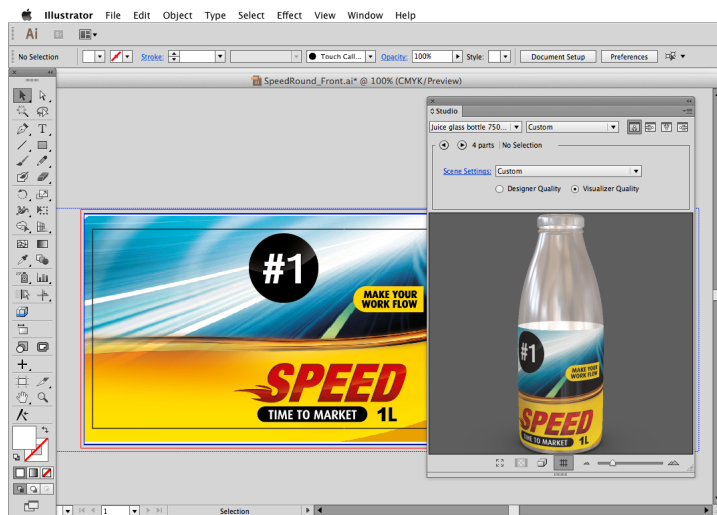 Illustrator File Edit Object Type Select Effect View Window Help
Ai
No Selection Stroke: Touch Call... Opacity: 100% Style: Document Setup Preferences
SpeedRound_Front.ai* @ 100% (CMYK/Preview)
Studio
Juice glass bottle 750... Custom
4 parts No Selection
Scene Settings: Custom
Designer Quality Visualizer Quality
#1
MAKE YOUR
WORK FLOW
SPEED
TIME TO MARKET 1L
#1
MAKE YOUR
WORK FLOW
SPEED
TIME TO MARKET 1L
1 Selection